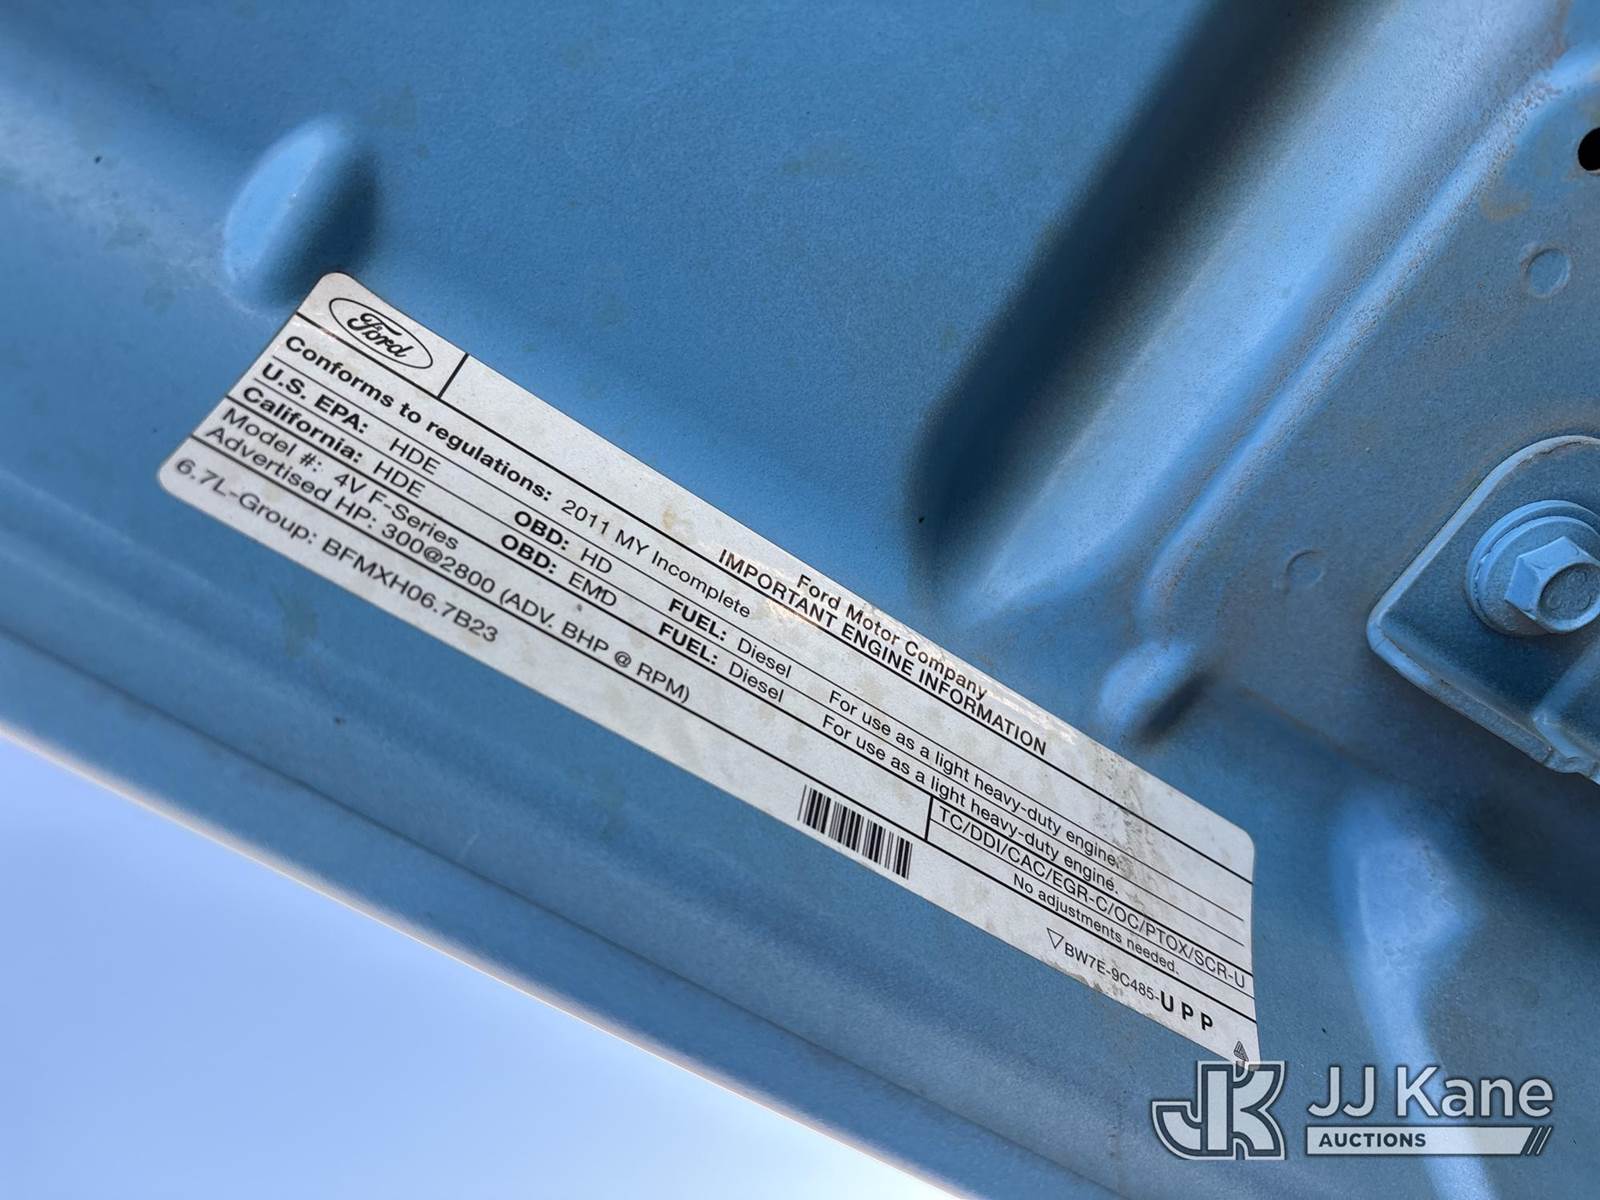 Ford
Ford Motor Company
IMPORTANT ENGINE INFORMATION
Conforms to regulations: 2011 MY Incomplete
U.S. EPA: HDE OBD: HD FUEL: Diesel For use as a light heavy-duty engine.
California: HDE OBD: EMD FUEL: Diesel For use as a light heavy-duty engine.
Model #: 4V F-Series TC/DDI/CAC/EGR-C/OC/PTOX/SCR-U
Advertised HP: 300@2800 (ADV. BHP @ RPM) No adjustments needed.
6.7L-Group: BFMXH06.7B23
BW7E-9C485-UPP
JK JJ Kane
AUCTIONS